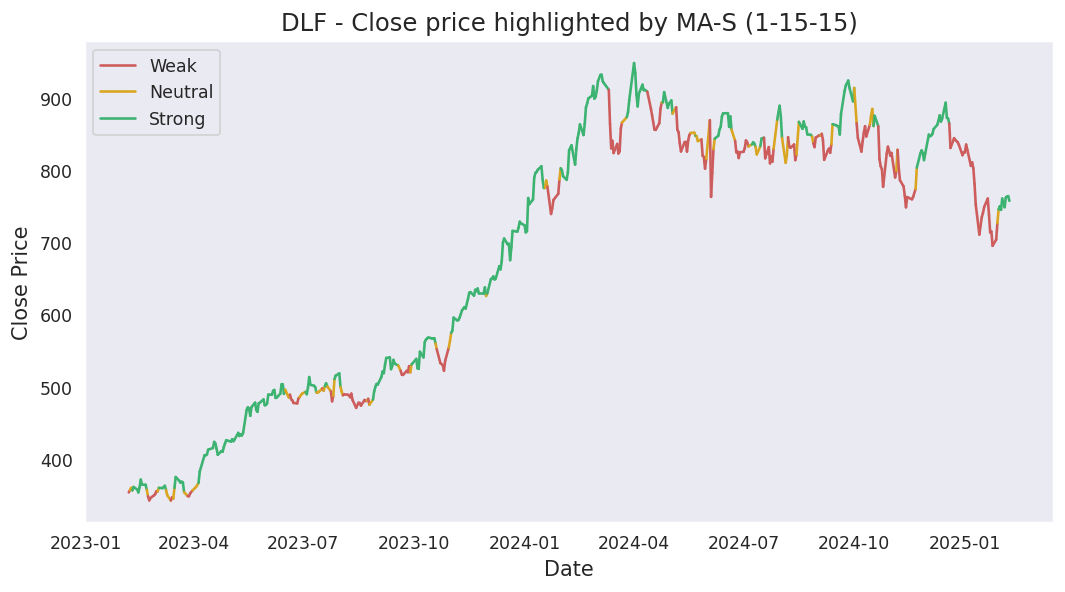 DLF - Close price highlighted by MA-S (1-15-15)
Weak
Neutral
Strong
Close Price
900
800
700
600
500
400
2023-01 2023-04 2023-07 2023-10 2024-01 2024-04 2024-07 2024-10 2025-01
Date